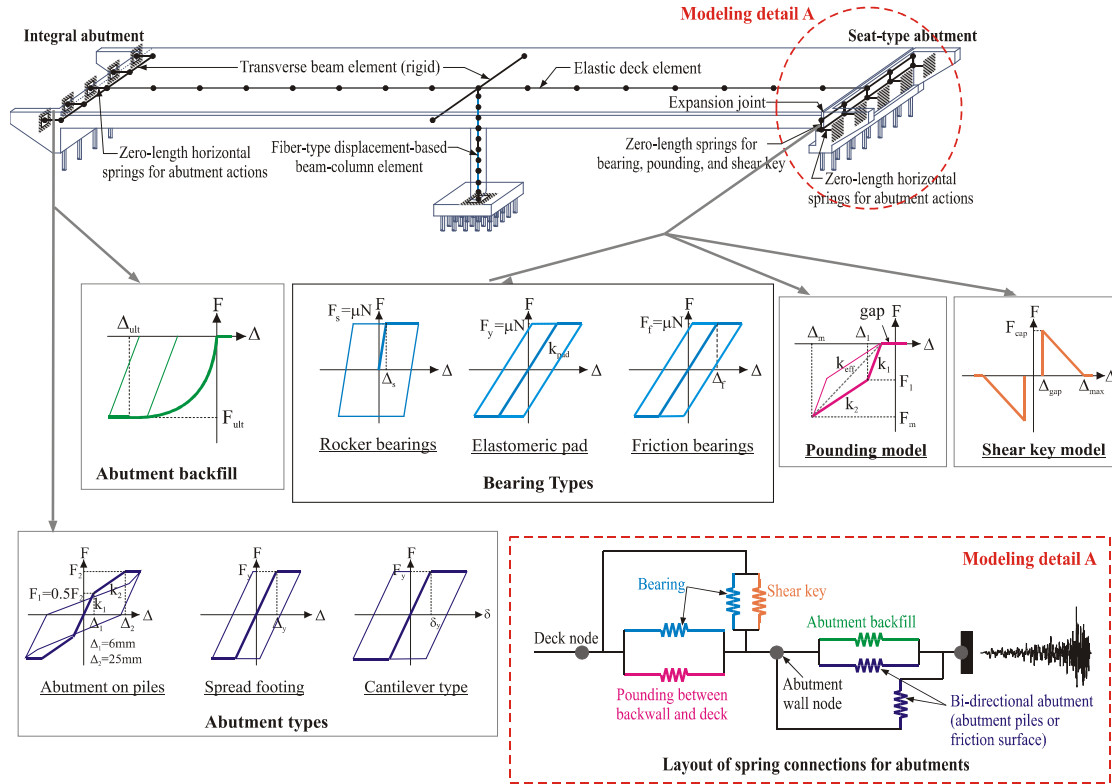 Modeling detail A
Integral abutment
Seat-type abutment
Transverse beam element (rigid)
Elastic deck element
Expansion joint
Zero-length springs for
bearing, pounding, and shear key
Zero-length horizontal
springs for abutment actions
Fiber-type displacement-based
beam-column element
Zero-length horizontal
springs for abutment actions
F
Δult
Δ
Fult
Abutment backfill
Fs=μN
F
Δ
Δs
Rocker bearings
Fy=μN
F
kpad
Δ
Elastomeric pad
Ff=μN
F
Δ
Δf
Friction bearings
Bearing Types
gap
F
Δm
Δ1
Δ
keff
k1
F1
k2
Fm
Pounding model
F
Fcap
Δ
Δgap
Δmax
Shear key model
F
F2
F1=0.5F2
k2
k1
Δ
Δ1
Δ2
Δ1=6mm
Δ2=25mm
Abutment on piles
F
Fy
Δ
Δy
Spread footing
F
Fy
δy
δ
Cantilever type
Abutment types
Modeling detail A
Bearing
Shear key
Deck node
Abutment backfill
Pounding between
backwall and deck
Abutment
wall node
Bi-directional abutment
(abutment piles or
friction surface)
Layout of spring connections for abutments